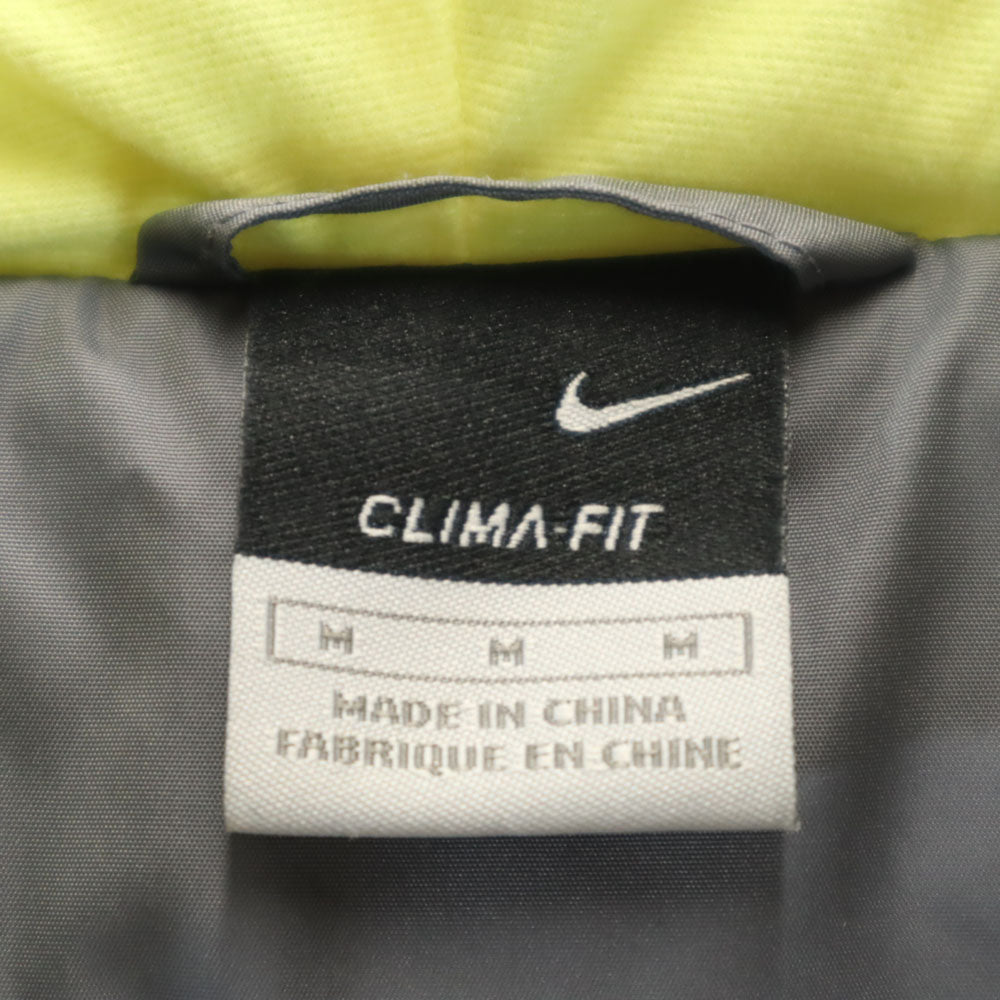 CLIMA-FIT
M M M
MADE IN CHINA
FABRIQUE EN CHINE